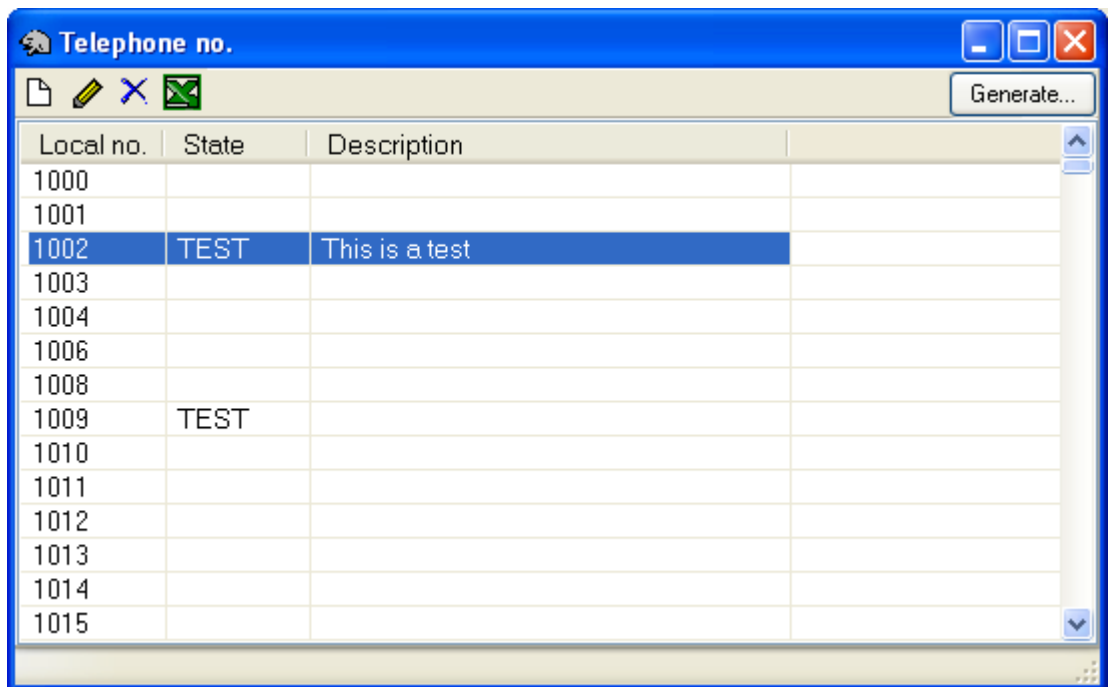 Telephone no.
Generate...
Local no. State Description
1000
1001
1002 TEST This is a test
1003
1004
1006
1008
1009 TEST
1010
1011
1012
1013
1014
1015